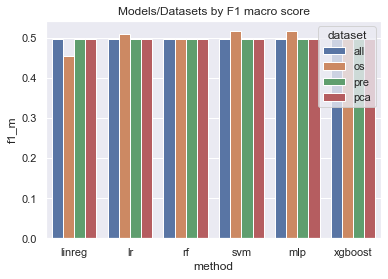 Models/Datasets by F1 macro score
dataset
all
os
pre
pca
0.5
0.4
0.3
0.2
0.1
0.0
f1_m
linreg lr rf svm mlp xgboost
method